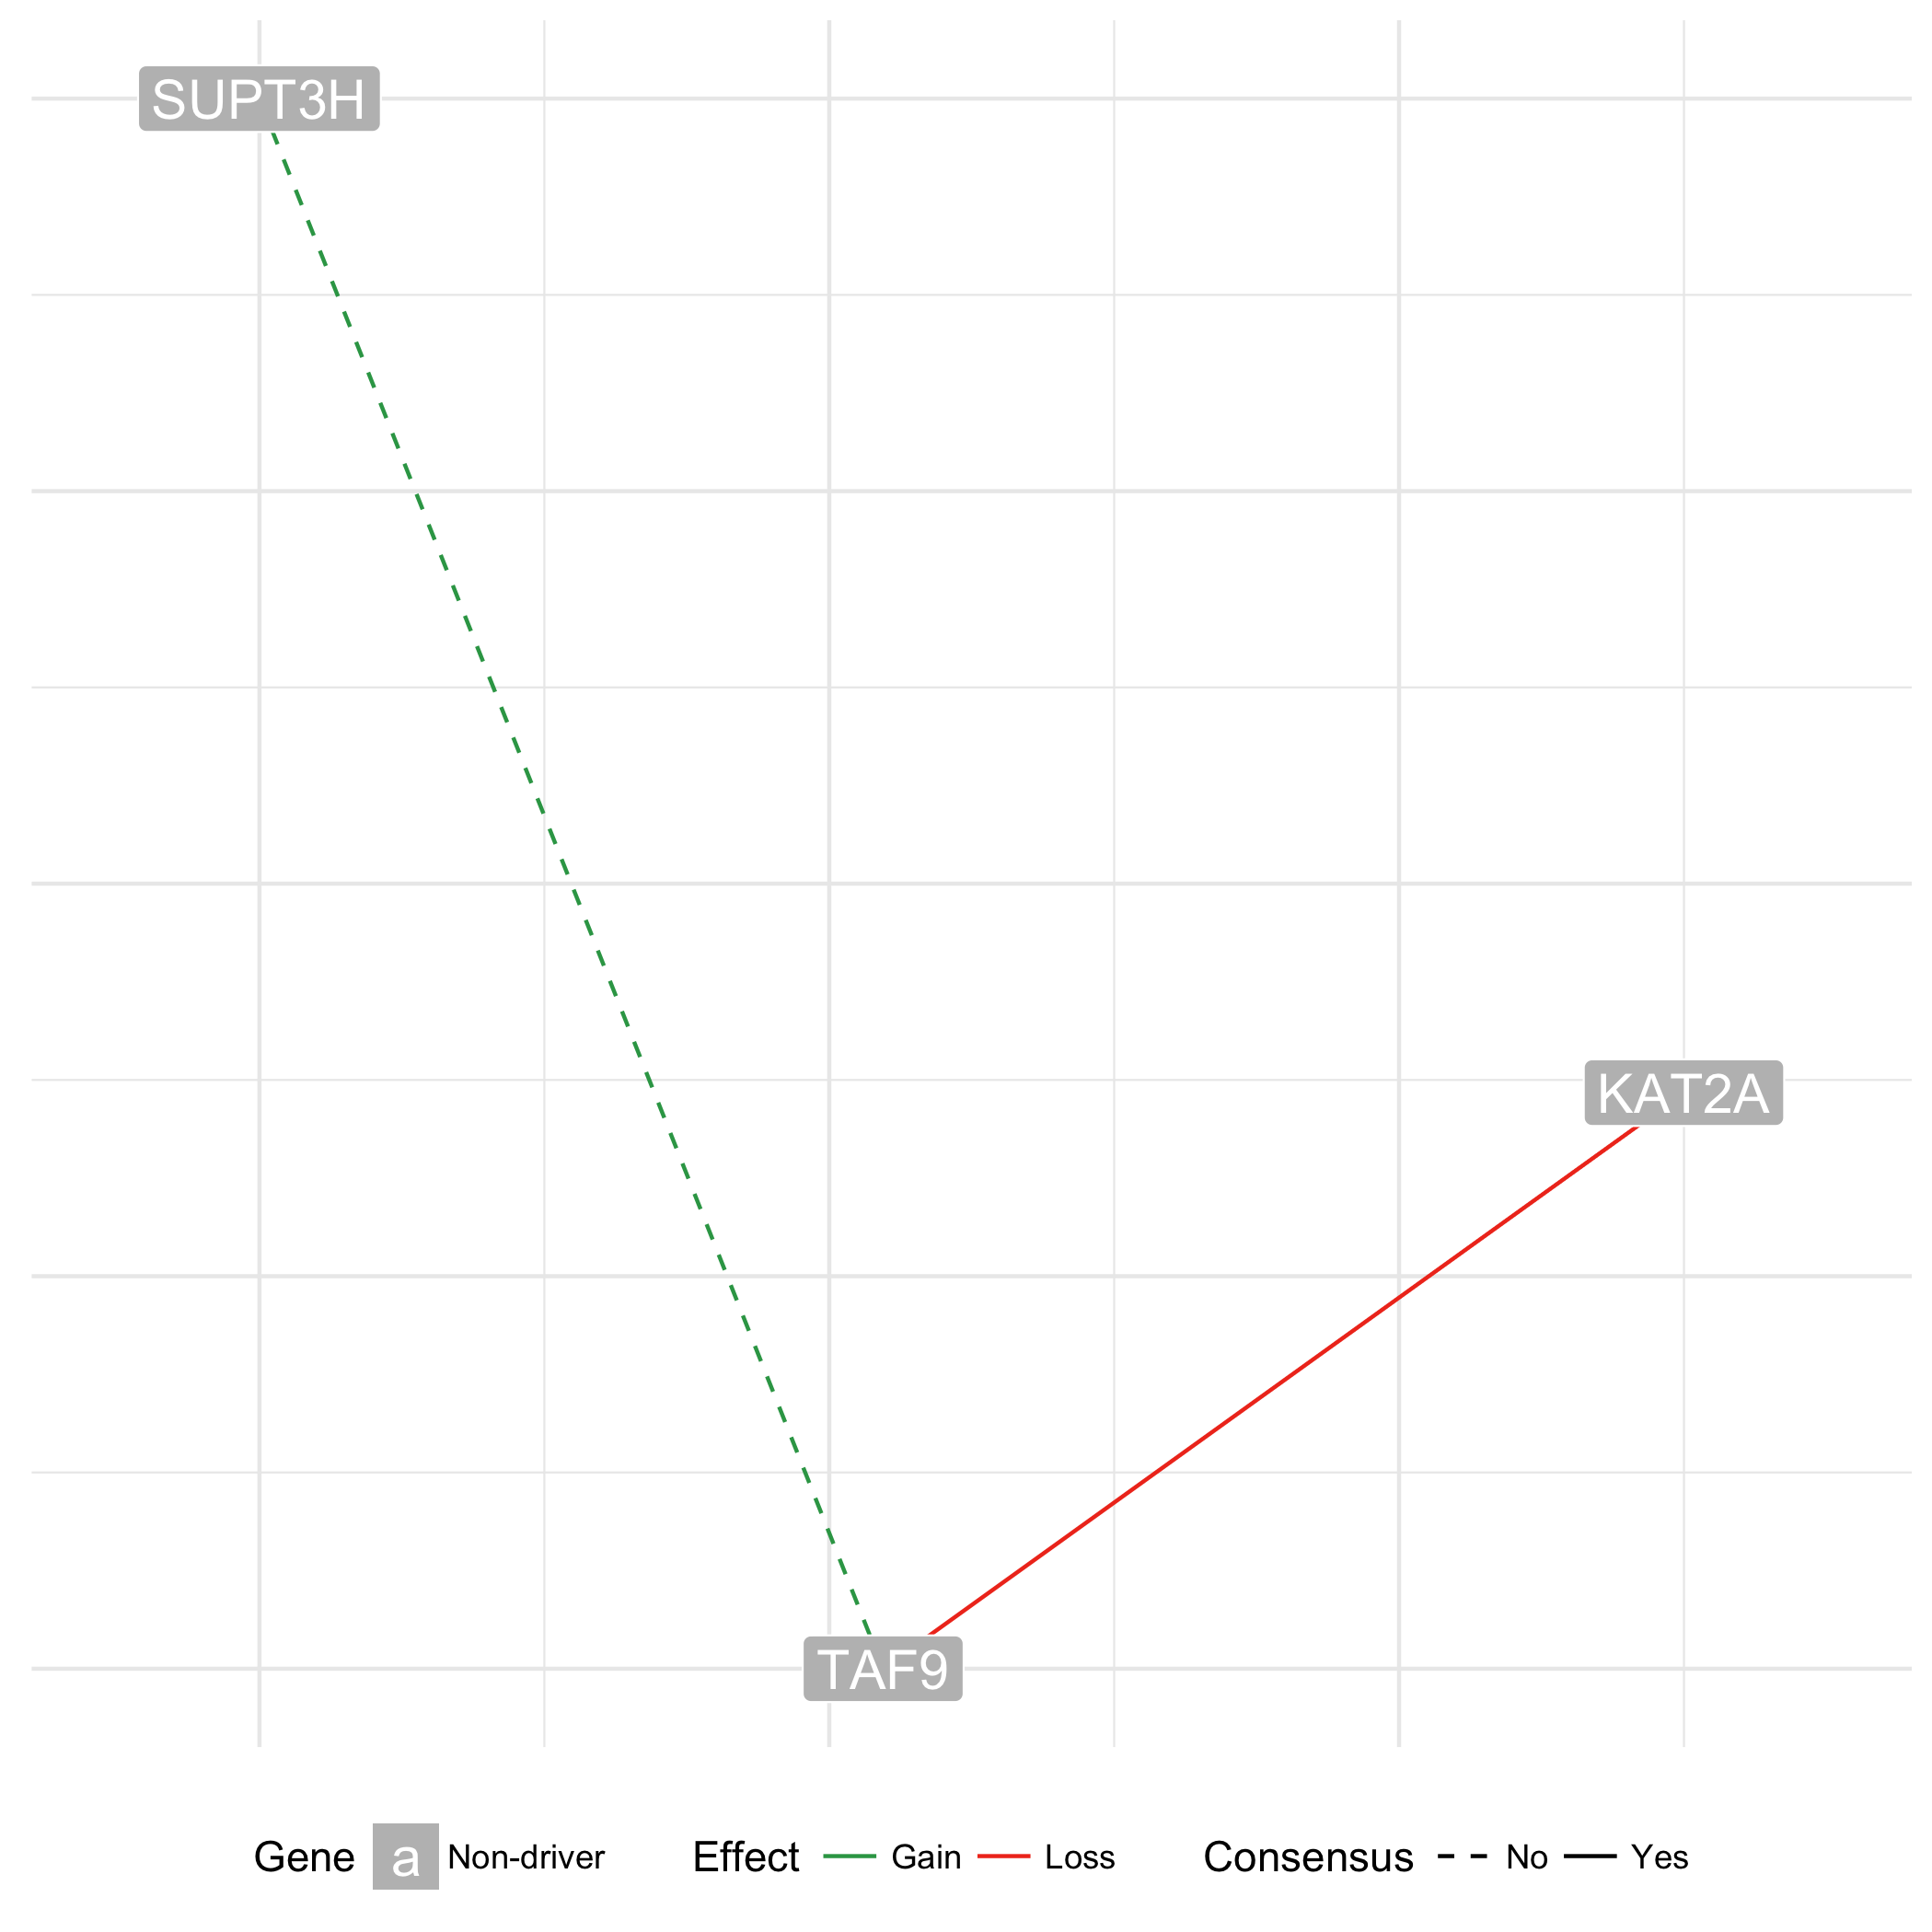 SUPT3H
KAT2A
TAF9
Gene a Non-driver Effect Gain Loss Consensus No Yes